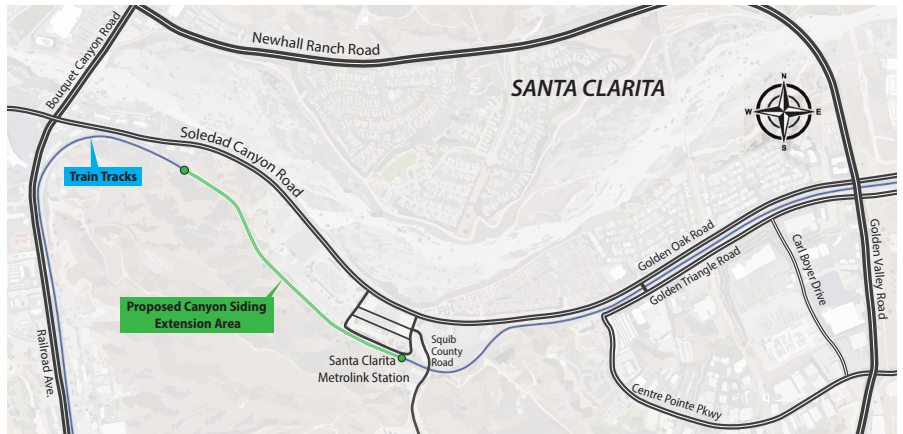 Bouquet Canyon Road
Newhall Ranch Road
SANTA CLARITA
N
W
E
S
Soledad Canyon Road
Train Tracks
Golden Oak Road
Golden Triangle Road
Carl Boyer Drive
Golden Valley Road
Proposed Canyon Siding
Extension Area
Railroad Ave.
Squib
County
Road
Santa Clarita
Metrolink Station
Centre Pointe Pkwy